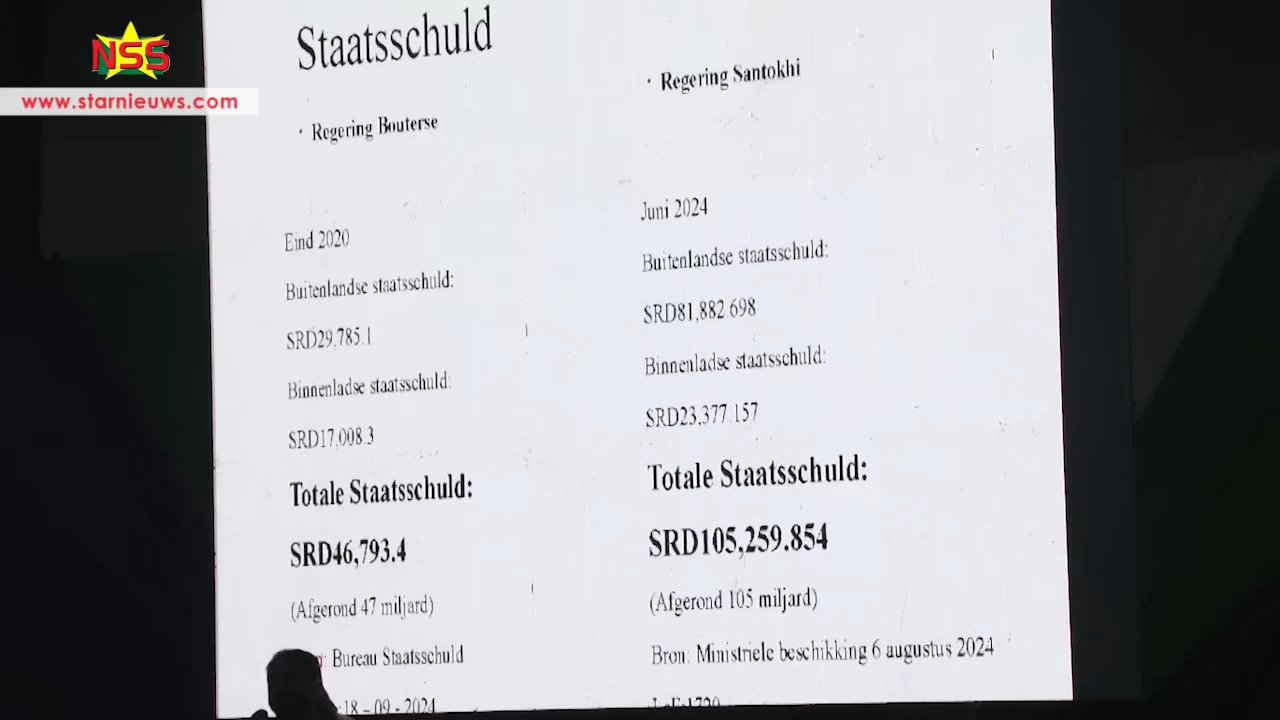 NSS
www.starnieuws.com
Staatsschuld
· Regering Bouterse
Eind 2020
Buitenlandse staatsschuld:
SRD29,785.1
Binnenladse staatsschuld:
SRD17,008.3
Totale Staatsschuld:
SRD46,793.4
(Afgerond 47 miljard)
Bureau Staatsschuld
18 – 09 - 2024
· Regering Santokhi
Juni 2024
Buitenlandse staatsschuld:
SRD81,882.698
Binnenladse staatsschuld:
SRD23,377.157
Totale Staatsschuld:
SRD105,259.854
(Afgerond 105 miljard)
Bron: Ministriele beschikking 6 augustus 2024